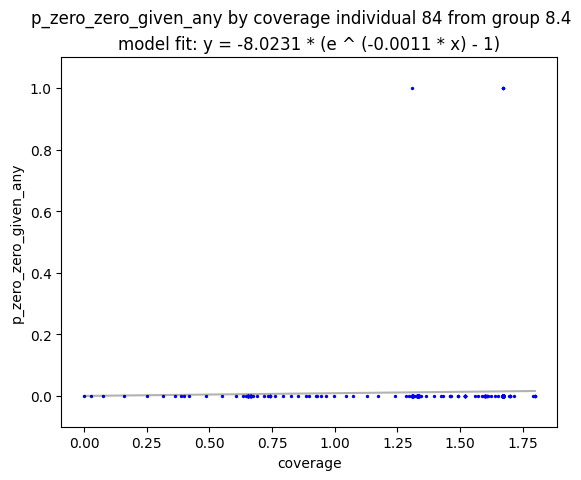 p_zero_zero_given_any by coverage individual 84 from group 8.4
model fit: y = -8.0231 * (e ^ (-0.0011 * x) - 1)
p_zero_zero_given_any
1.0
0.8
0.6
0.4
0.2
0.0
0.00 0.25 0.50 0.75 1.00 1.25 1.50 1.75
coverage